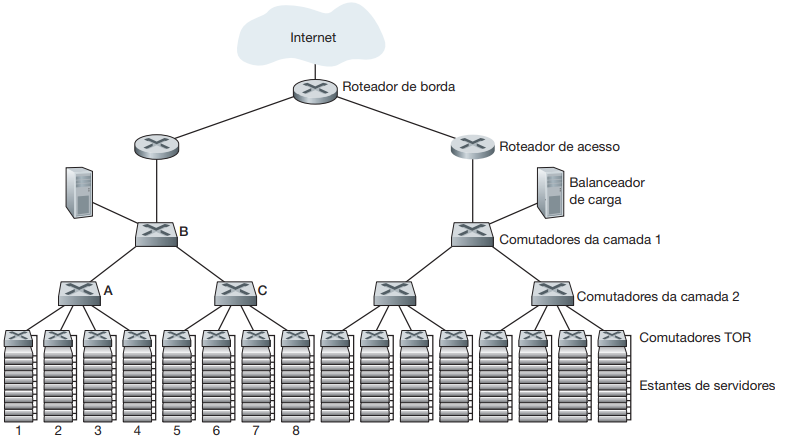 Internet
Roteador de borda
Roteador de acesso
Balanceador
de carga
B
Comutadores da camada 1
A
C
Comutadores da camada 2
Comutadores TOR
Estantes de servidores
1 2 3 4 5 6 7 8